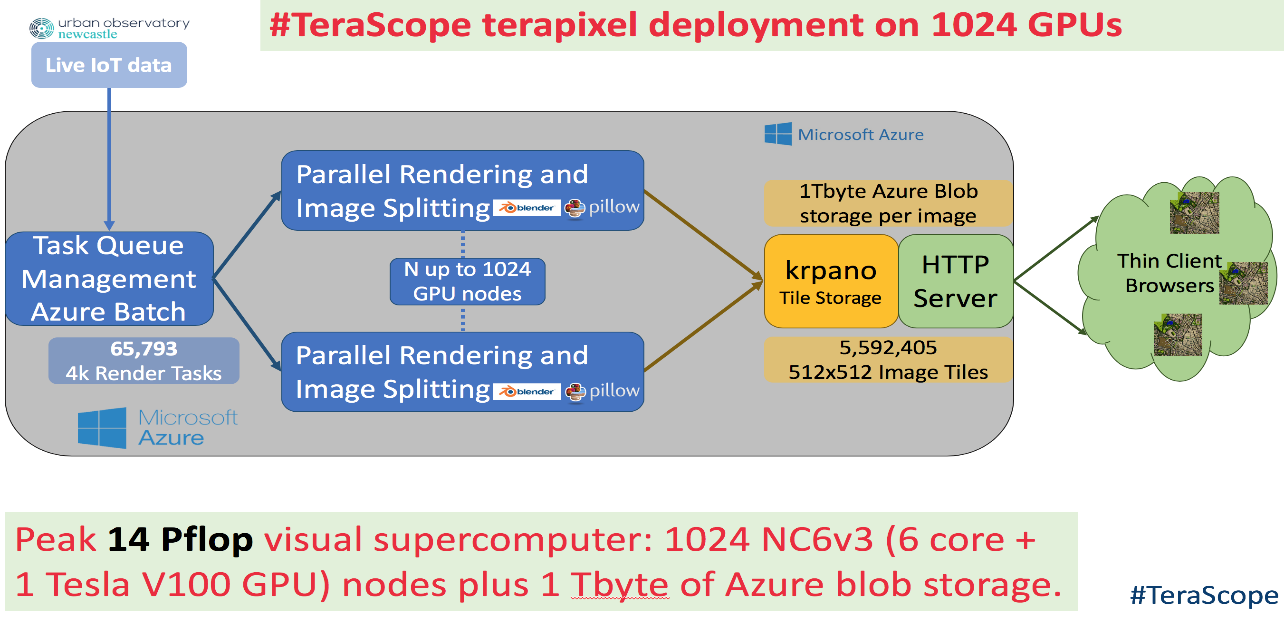 urban observatory
newcastle
#TeraScope terapixel deployment on 1024 GPUs
Live IoT data
Microsoft Azure
Parallel Rendering and
Image Splitting blender pillow
1Tbyte Azure Blob
storage per image
Task Queue
Management
Azure Batch
N up to 1024
GPU nodes
krpano
Tile Storage
HTTP
Server
Thin Client
Browsers
65,793
4k Render Tasks
Parallel Rendering and
Image Splitting blender pillow
5,592,405
512x512 Image Tiles
Microsoft
Azure
Peak 14 Pflop visual supercomputer: 1024 NC6v3 (6 core +
1 Tesla V100 GPU) nodes plus 1 Tbyte of Azure blob storage.
#TeraScope